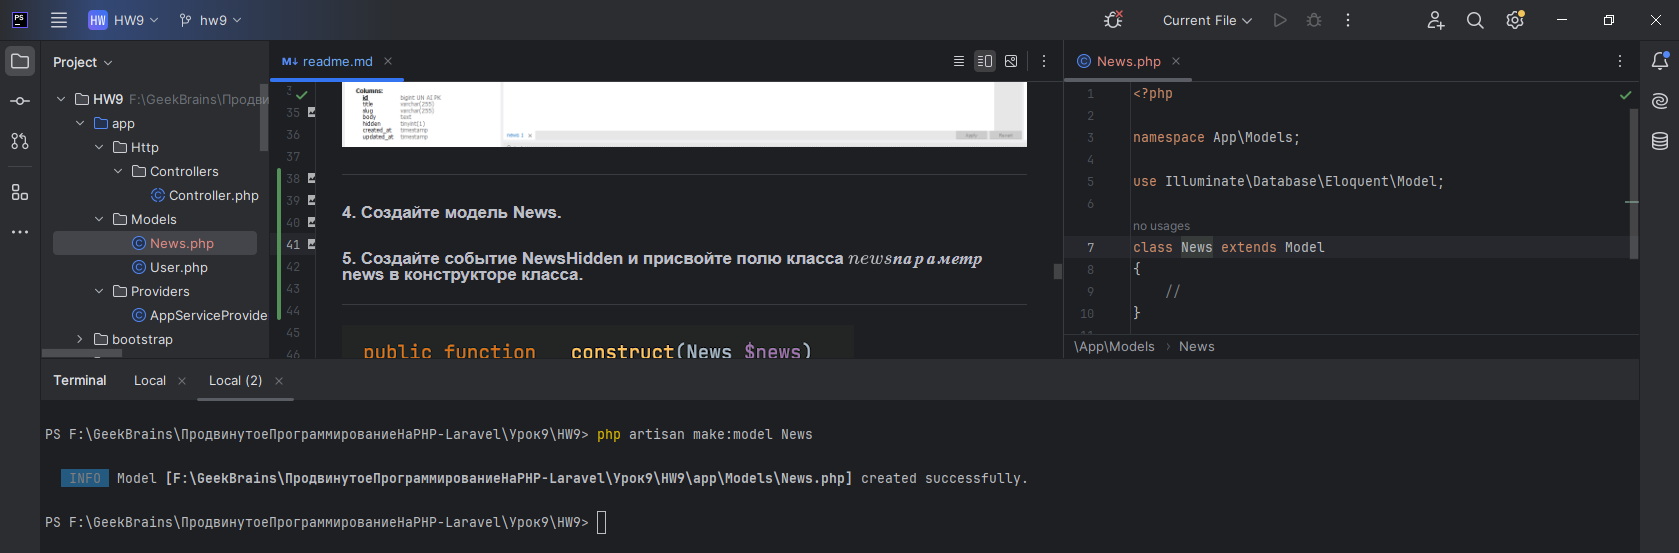 PS
HW HW9
hw9
Current File
Project
HW9 F:\GeekBrains\Продвин
app
Http
Controllers
Controller.php
Models
News.php
User.php
Providers
AppServiceProvide
bootstrap
M↓ readme.md
35
36
37
38
39
40
41
42
43
44
45
46
Columns:
id bigint UN AI PK
title varchar(255)
slug varchar(255)
body text
hidden tinyint(1)
created_at timestamp
updated_at timestamp
news 1
Apply Revert
4. Создайте модель News.
5. Создайте событие NewsHidden и присвойте полю класса newsпараметр
news в конструкторе класса.
public function __construct(News $news)
C News.php
1 <?php
2
3 namespace App\Models;
4
5 use Illuminate\Database\Eloquent\Model;
6
no usages
7 class News extends Model
8 {
9 //
10 }
\App\Models › News
Terminal Local Local (2)
PS F:\GeekBrains\ПродвинутоеПрограммированиеНаPHP-Laravel\Урок9\HW9> php artisan make:model News
INFO Model [F:\GeekBrains\ПродвинутоеПрограммированиеНаPHP-Laravel\Урок9\HW9\app\Models\News.php] created successfully.
PS F:\GeekBrains\ПродвинутоеПрограммированиеНаPHP-Laravel\Урок9\HW9>